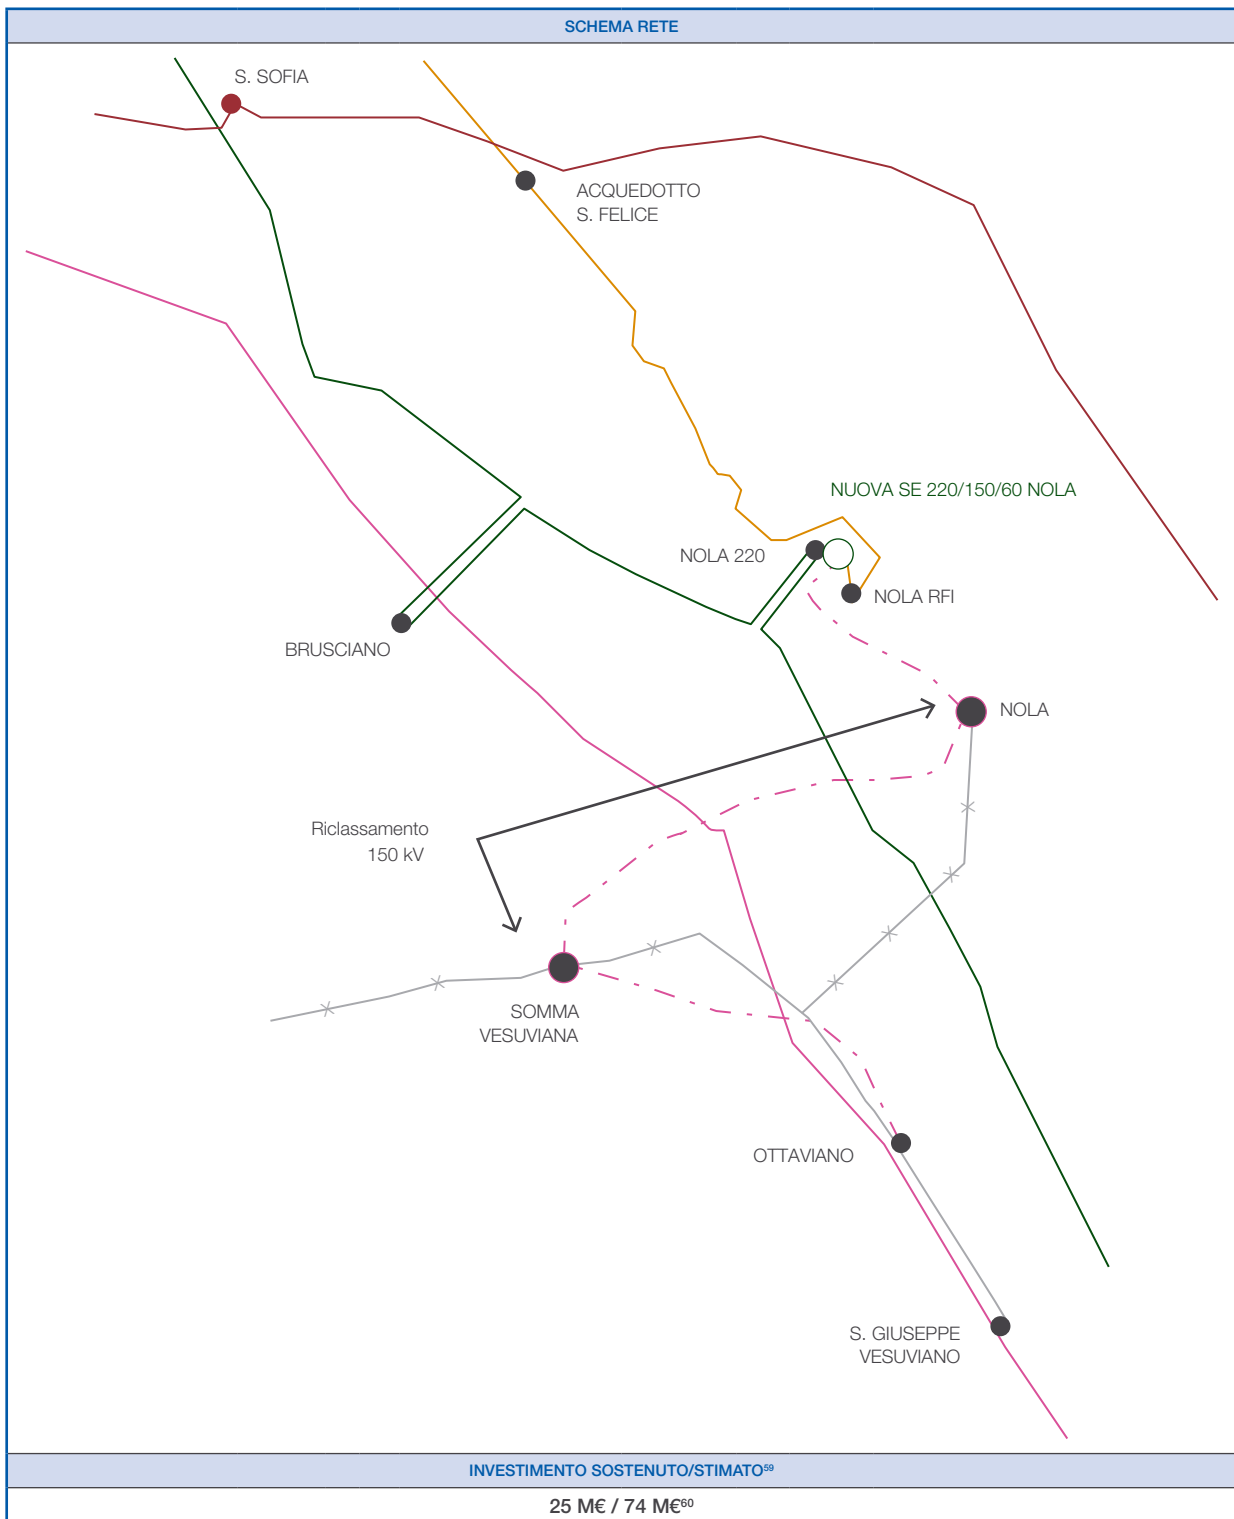 SCHEMA RETE
S. SOFIA
ACQUEDOTTO
S. FELICE
NUOVA SE 220/150/60 NOLA
NOLA 220
NOLA RFI
BRUSCIANO
NOLA
Riclassamento
150 kV
SOMMA
VESUVIANA
OTTAVIANO
S. GIUSEPPE
VESUVIANO
INVESTIMENTO SOSTENUTO/STIMATO⁵⁹
25 M€ / 74 M€⁶⁰